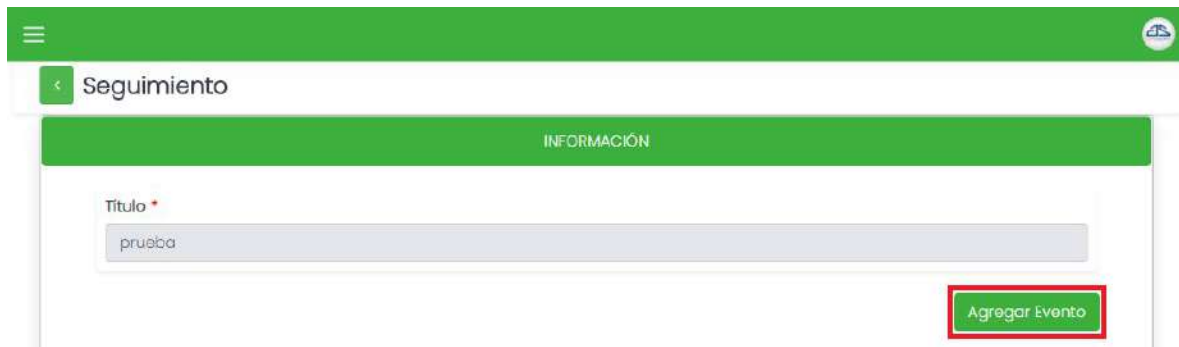 Seguimiento
INFORMACIÓN
Título *
prueba
Agregar Evento